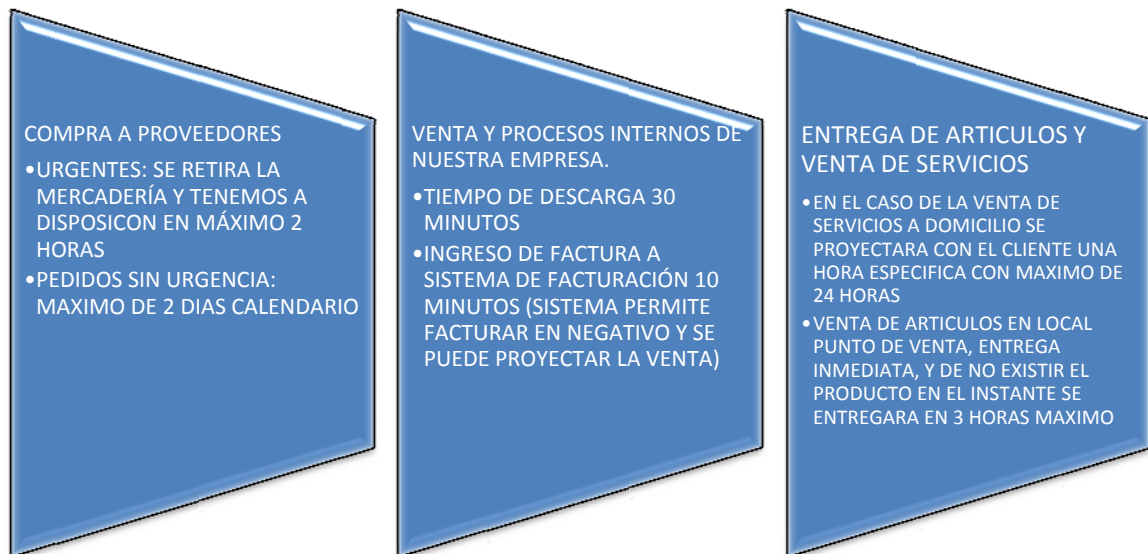 COMPRA A PROVEEDORES
•URGENTES: SE RETIRA LA
MERCADERÍA Y TENEMOS A
DISPOSICON EN MÁXIMO 2
HORAS
•PEDIDOS SIN URGENCIA:
MAXIMO DE 2 DIAS CALENDARIO
VENTA Y PROCESOS INTERNOS DE
NUESTRA EMPRESA.
•TIEMPO DE DESCARGA 30
MINUTOS
•INGRESO DE FACTURA A
SISTEMA DE FACTURACIÓN 10
MINUTOS (SISTEMA PERMITE
FACTURAR EN NEGATIVO Y SE
PUEDE PROYECTAR LA VENTA)
ENTREGA DE ARTICULOS Y
VENTA DE SERVICIOS
•EN EL CASO DE LA VENTA DE
SERVICIOS A DOMICILIO SE
PROYECTARA CON EL CLIENTE UNA
HORA ESPECIFICA CON MAXIMO DE
24 HORAS
•VENTA DE ARTICULOS EN LOCAL
PUNTO DE VENTA, ENTREGA
INMEDIATA, Y DE NO EXISTIR EL
PRODUCTO EN EL INSTANTE SE
ENTREGARA EN 3 HORAS MAXIMO